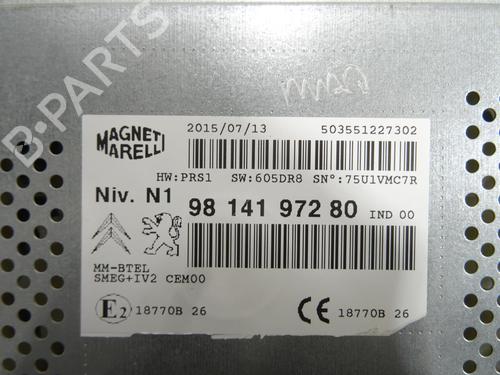 B-PARTS
MAGNETI
MARELLI
2015/07/13 503551227302
HW:PRS1 SW:605DR8 SN°:75U1VMC7R
Niv. N1
98 141 972 80 IND 00
MM-BTEL
SMEG+IV2 CEM00
E2 18770B 26
CE 18770B 26